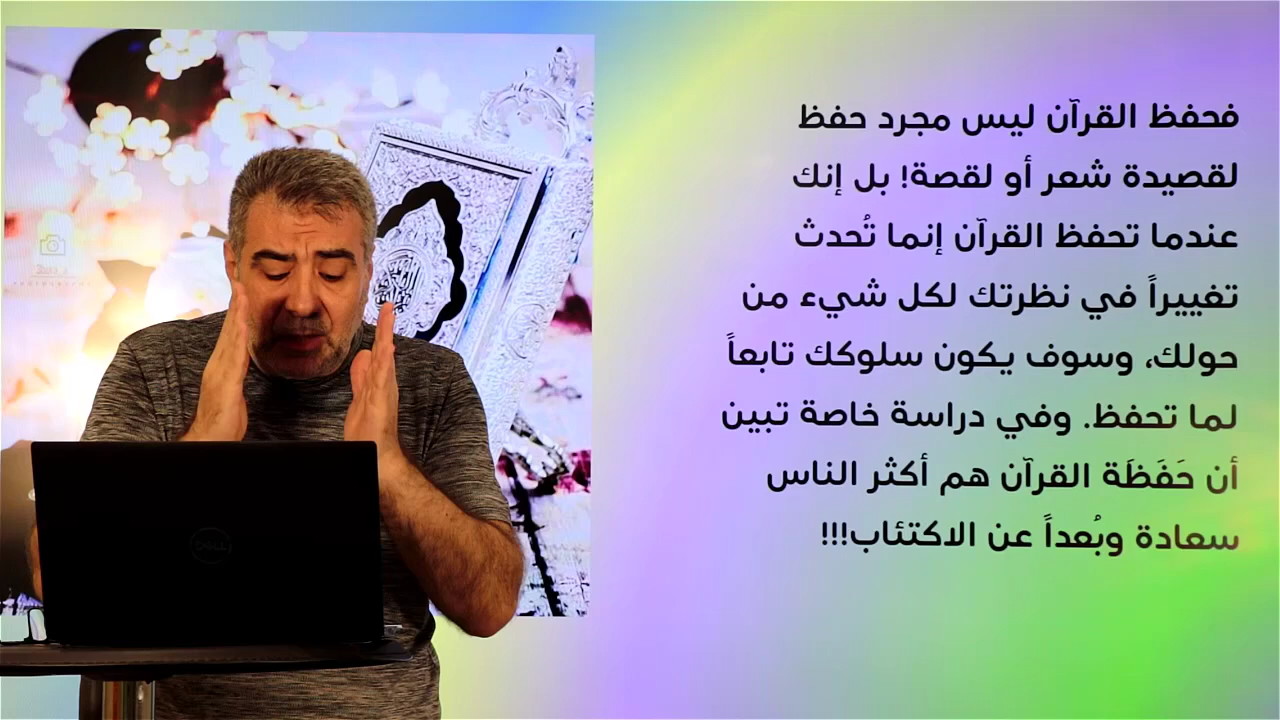 فحفظ القرآن ليس مجرد حفظ
لقصيدة شعر أو لقصة! بل إنك
عندما تحفظ القرآن إنما تُحدث
تغييراً في نظرتك لكل شيء من
حولك، وسوف يكون سلوكك تابعاً
لما تحفظ. وفي دراسة خاصة تبين
أن حَفَظَة القرآن هم أكثر الناس
سعادة وبُعداً عن الاكتئاب!!!
DELL